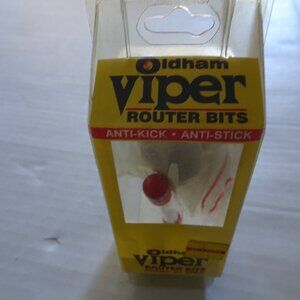 Oldham
Viper
ROUTER BITS
ANTI-KICK • ANTI-STICK
Oldham
Viper
ROUTER BITS